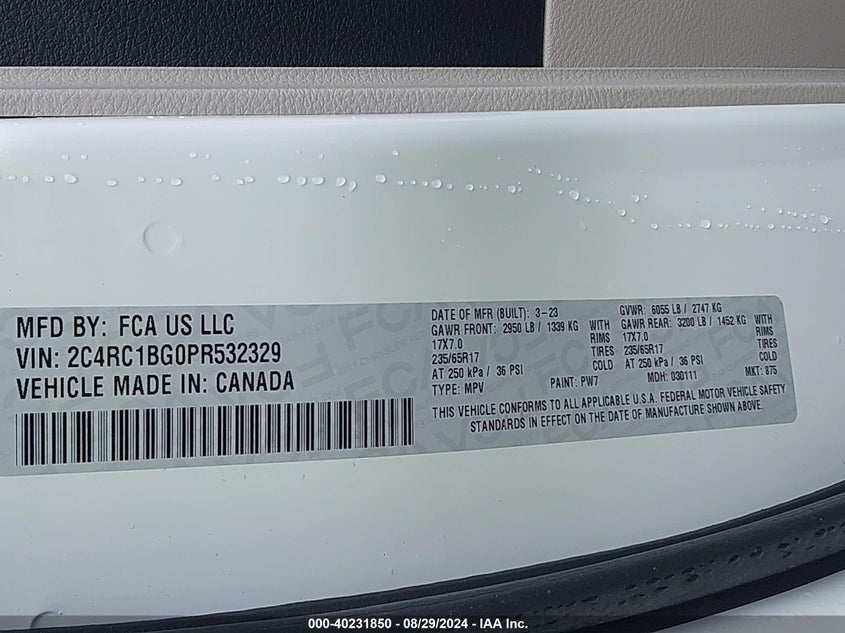 MFD BY: FCA US LLC
VIN: 2C4RC1BG0PR532329
VEHICLE MADE IN: CANADA
DATE OF MFR (BUILT): 3-23 GVWR: 6055 LB / 2747 KG
GAWR FRONT: 2950 LB / 1339 KG WITH GAWR REAR: 3200 LB / 1452 KG WITH
17X7.0 RIMS 17X7.0 RIMS
235/65R17 TIRES 235/65R17 TIRES
AT 250 kPa / 36 PSI COLD AT 250 kPa / 36 PSI COLD
TYPE: MPV PAINT: PW7 MDH: 030111 MKT: 875
THIS VEHICLE CONFORMS TO ALL APPLICABLE U.S.A. FEDERAL MOTOR VEHICLE SAFETY
STANDARDS IN EFFECT ON THE DATE OF MANUFACTURE SHOWN ABOVE.
000-40231850 - 08/29/2024 - IAA Inc.